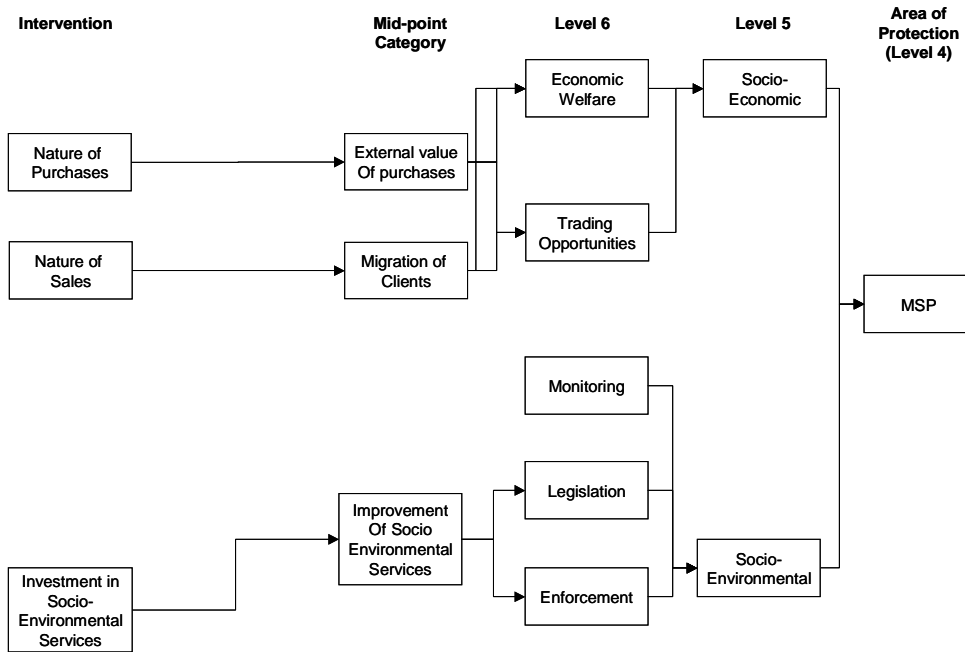 Intervention
Mid-point
Category
Level 6
Level 5
Area of
Protection
(Level 4)
Economic
Welfare
Socio-
Economic
Nature of
Purchases
External value
Of purchases
Trading
Opportunities
Nature of
Sales
Migration of
Clients
MSP
Monitoring
Legislation
Improvement
Of Socio
Environmental
Services
Socio-
Environmental
Enforcement
Investment in
Socio-
Environmental
Services